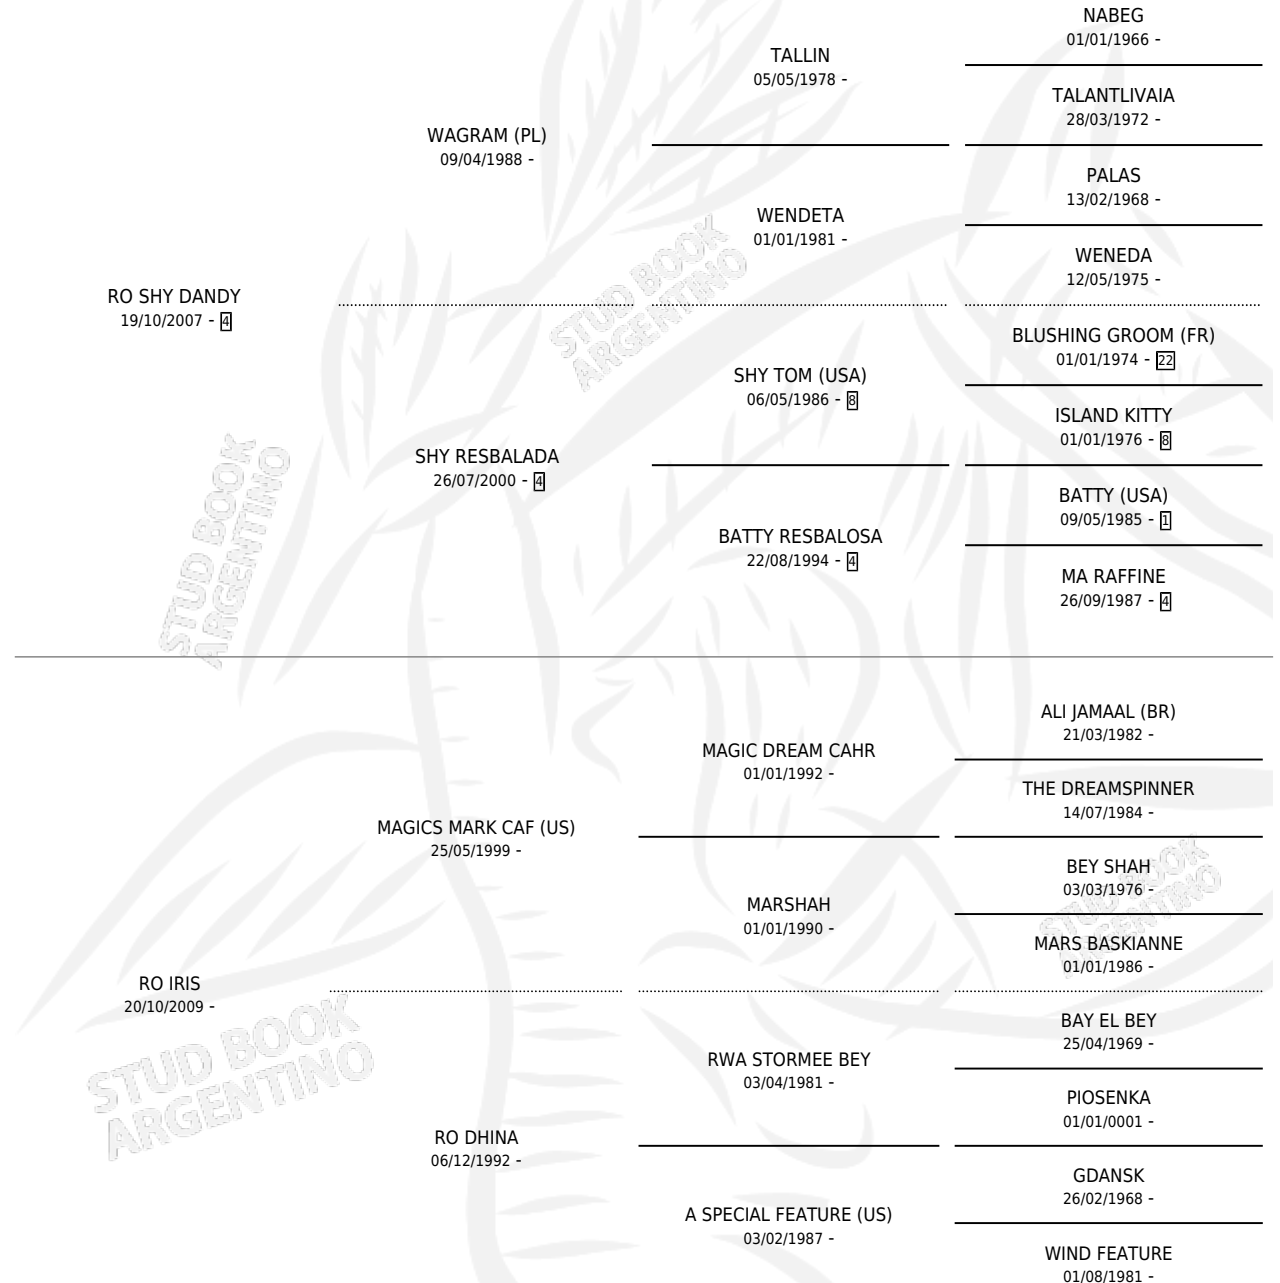 NABEG
01/01/1966 -
TALLIN
05/05/1978 -
TALANTLIVAIA
28/03/1972 -
WAGRAM (PL)
09/04/1988 -
PALAS
13/02/1968 -
WENDETA
01/01/1981 -
WENEDA
12/05/1975 -
RO SHY DANDY
19/10/2007 - 4
BLUSHING GROOM (FR)
01/01/1974 - 22
SHY TOM (USA)
06/05/1986 - 8
ISLAND KITTY
01/01/1976 - 8
SHY RESBALADA
26/07/2000 - 4
BATTY (USA)
09/05/1985 - 1
BATTY RESBALOSA
22/08/1994 - 4
MA RAFFINE
26/09/1987 - 4
STUD BOOK
ARGENTINO
STUD BOOK
ARGENTINO
ALI JAMAAL (BR)
21/03/1982 -
MAGIC DREAM CAHR
01/01/1992 -
THE DREAMSPINNER
14/07/1984 -
MAGICS MARK CAF (US)
25/05/1999 -
BEY SHAH
03/03/1976 -
MARSHAH
01/01/1990 -
MARS BASKIANNE
01/01/1986 -
RO IRIS
20/10/2009 -
BAY EL BEY
25/04/1969 -
RWA STORMEE BEY
03/04/1981 -
PIOSENKA
01/01/0001 -
RO DHINA
06/12/1992 -
GDANSK
26/02/1968 -
A SPECIAL FEATURE (US)
03/02/1987 -
WIND FEATURE
01/08/1981 -
STUD BOOK
ARGENTINO
STUD BOOK
ARGENTINO